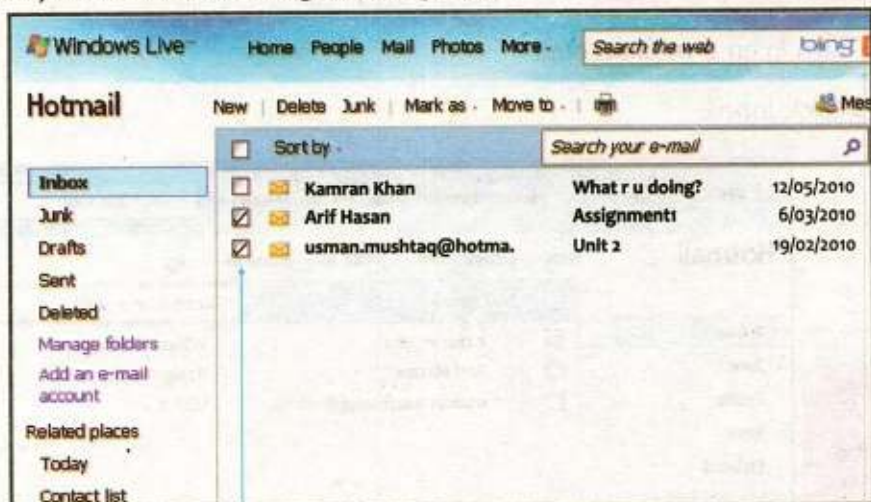 Windows Live™ Home People Mail Photos More Search the web bing
Hotmail New | Delete Junk | Mark as Move to | Mes
Sort by Search your e-mail
Inbox Kamran Khan What r u doing? 12/05/2010
Junk Arif Hasan Assignment1 6/03/2010
Drafts usman.mushtaq@hotma. Unit 2 19/02/2010
Sent
Deleted
Manage folders
Add an e-mail
account
Related places
Today
Contact list